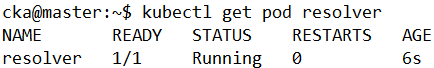 cka@master:~$ kubectl get pod resolver
NAME READY STATUS RESTARTS AGE
resolver 1/1 Running 0 6s